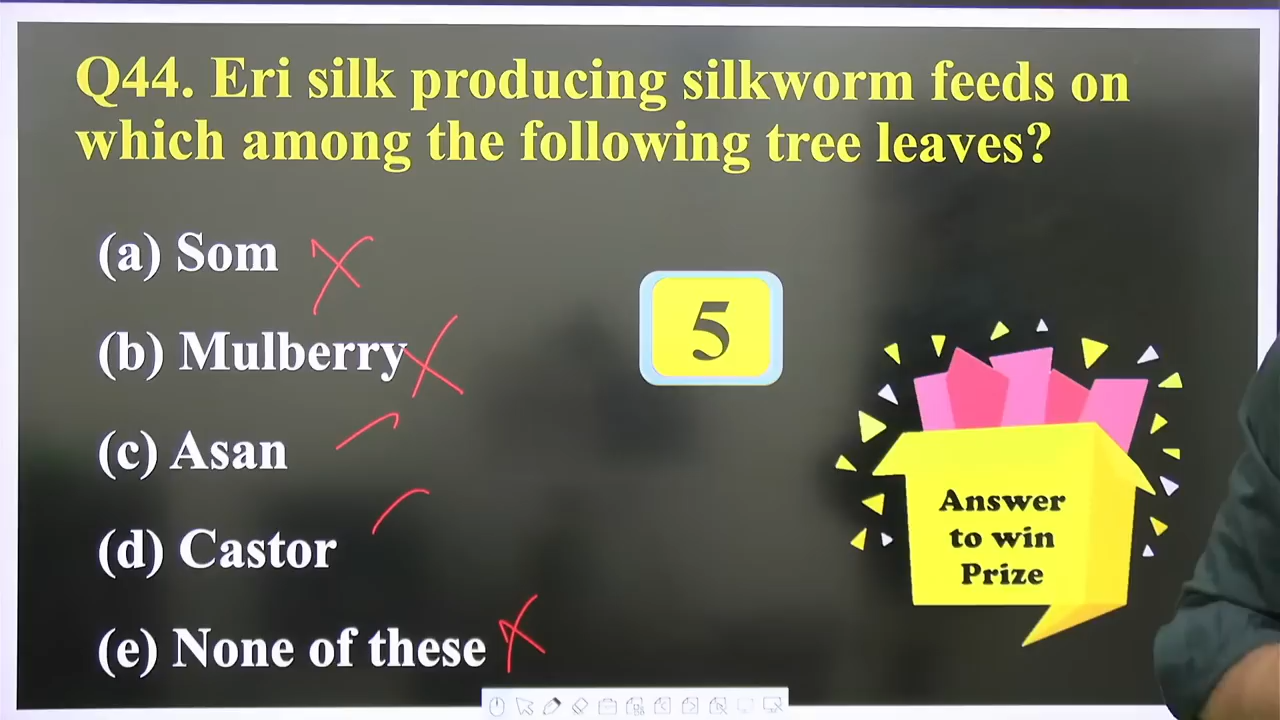 Q44. Eri silk producing silkworm feeds on
which among the following tree leaves?
(a) Som
(b) Mulberry
(c) Asan
(d) Castor
(e) None of these
5
Answer
to win
Prize